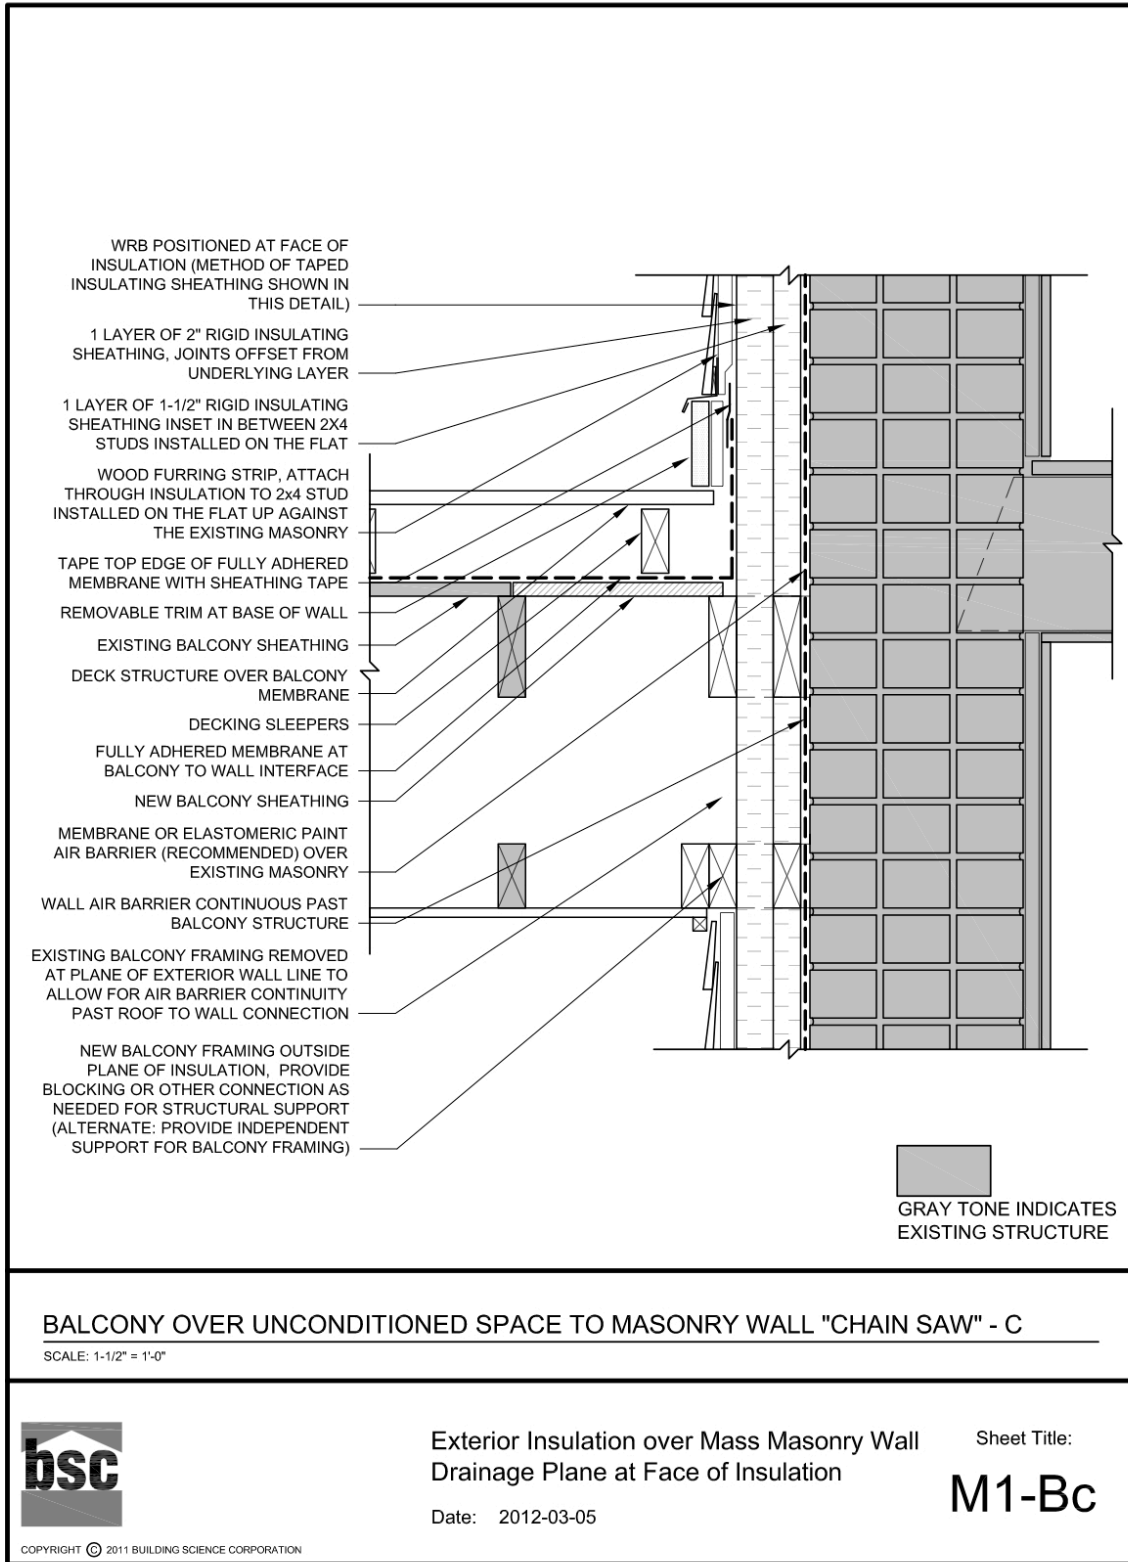 WRB POSITIONED AT FACE OF
INSULATION (METHOD OF TAPED
INSULATING SHEATHING SHOWN IN
THIS DETAIL)
1 LAYER OF 2" RIGID INSULATING
SHEATHING, JOINTS OFFSET FROM
UNDERLYING LAYER
1 LAYER OF 1-1/2" RIGID INSULATING
SHEATHING INSET IN BETWEEN 2X4
STUDS INSTALLED ON THE FLAT
WOOD FURRING STRIP, ATTACH
THROUGH INSULATION TO 2x4 STUD
INSTALLED ON THE FLAT UP AGAINST
THE EXISTING MASONRY
TAPE TOP EDGE OF FULLY ADHERED
MEMBRANE WITH SHEATHING TAPE
REMOVABLE TRIM AT BASE OF WALL
EXISTING BALCONY SHEATHING
DECK STRUCTURE OVER BALCONY
MEMBRANE
DECKING SLEEPERS
FULLY ADHERED MEMBRANE AT
BALCONY TO WALL INTERFACE
NEW BALCONY SHEATHING
MEMBRANE OR ELASTOMERIC PAINT
AIR BARRIER (RECOMMENDED) OVER
EXISTING MASONRY
WALL AIR BARRIER CONTINUOUS PAST
BALCONY STRUCTURE
EXISTING BALCONY FRAMING REMOVED
AT PLANE OF EXTERIOR WALL LINE TO
ALLOW FOR AIR BARRIER CONTINUITY
PAST ROOF TO WALL CONNECTION
NEW BALCONY FRAMING OUTSIDE
PLANE OF INSULATION, PROVIDE
BLOCKING OR OTHER CONNECTION AS
NEEDED FOR STRUCTURAL SUPPORT
(ALTERNATE: PROVIDE INDEPENDENT
SUPPORT FOR BALCONY FRAMING)
GRAY TONE INDICATES
EXISTING STRUCTURE
BALCONY OVER UNCONDITIONED SPACE TO MASONRY WALL "CHAIN SAW" - C
SCALE: 1-1/2" = 1'-0"
bsc
COPYRIGHT © 2011 BUILDING SCIENCE CORPORATION
Exterior Insulation over Mass Masonry Wall
Drainage Plane at Face of Insulation
Date: 2012-03-05
Sheet Title:
M1-Bc